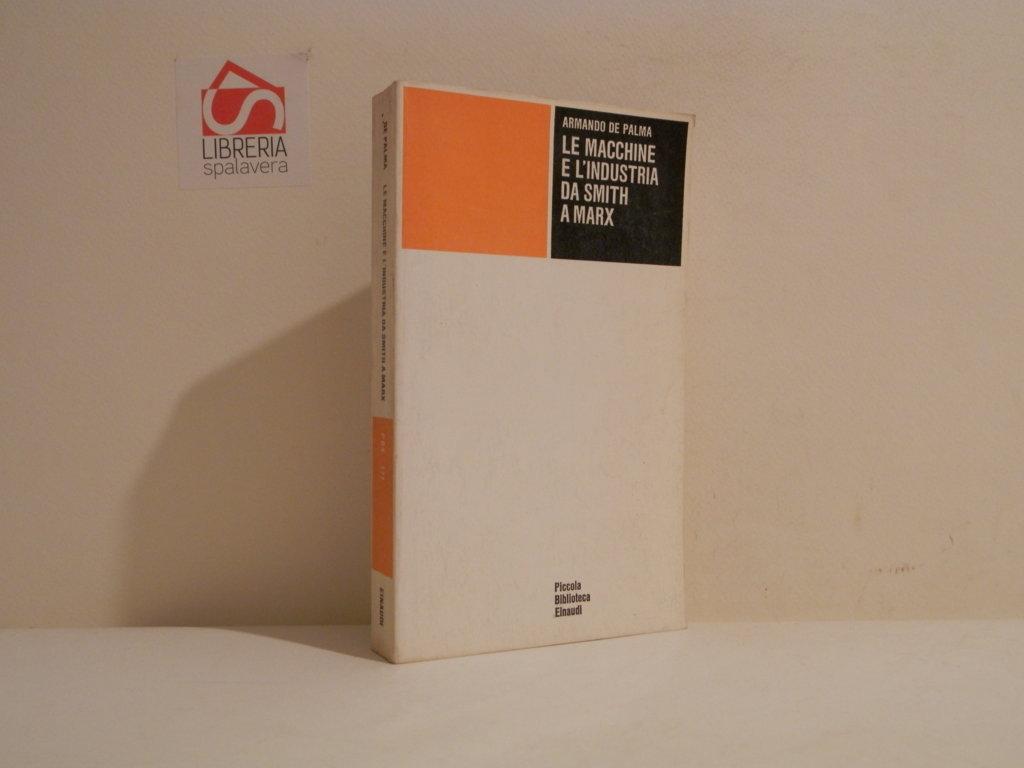 LIBRERIA
spalavera
DE PALMA LE MACCHINE E L'INDUSTRIA DA SMITH A MARX
EINAUDI
ARMANDO DE PALMA
LE MACCHINE
E L'INDUSTRIA
DA SMITH
A MARX
Piccola
Biblioteca
Einaudi